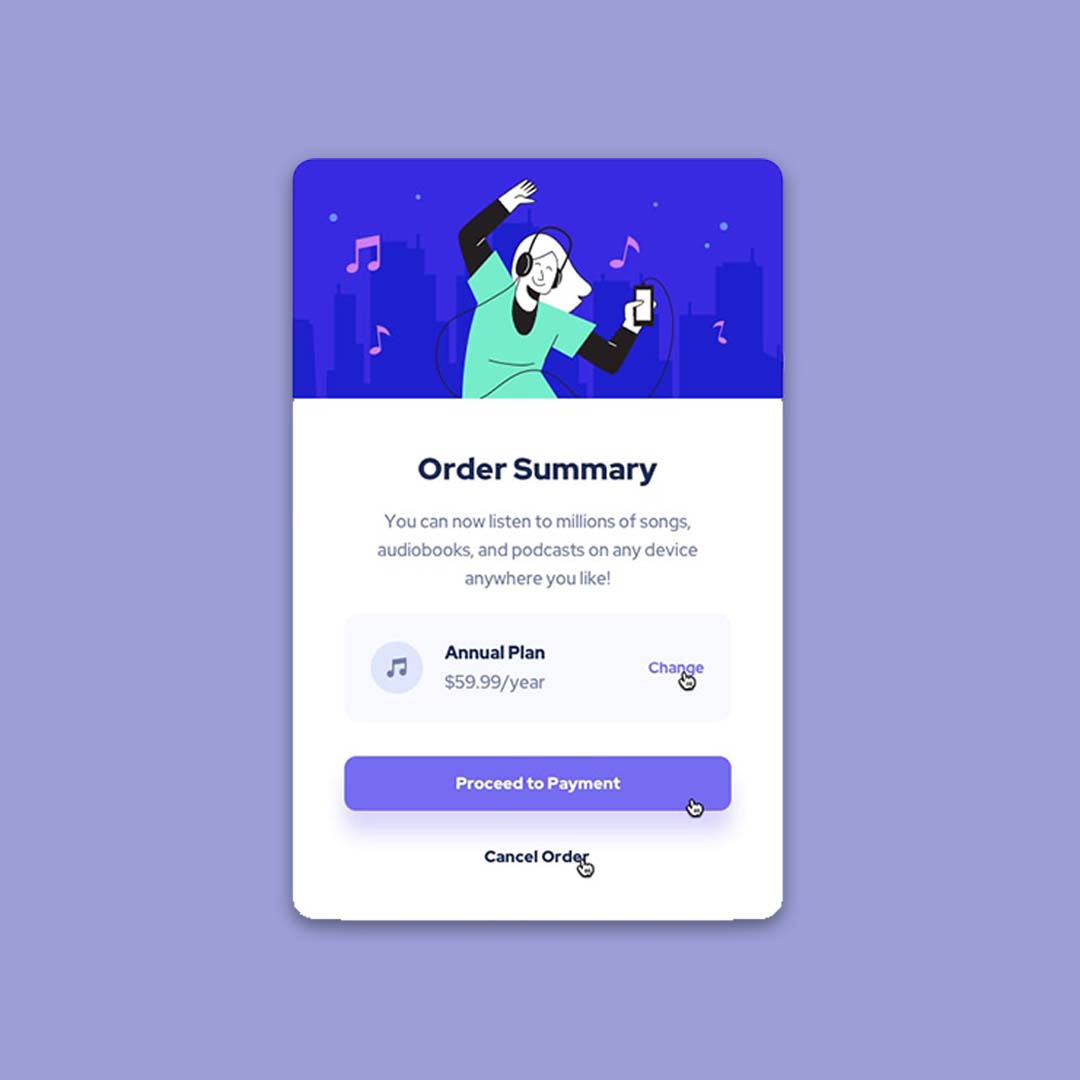 Order Summary
You can now listen to millions of songs,
audiobooks, and podcasts on any device
anywhere you like!
Annual Plan
$59.99/year
Change
Proceed to Payment
Cancel Order